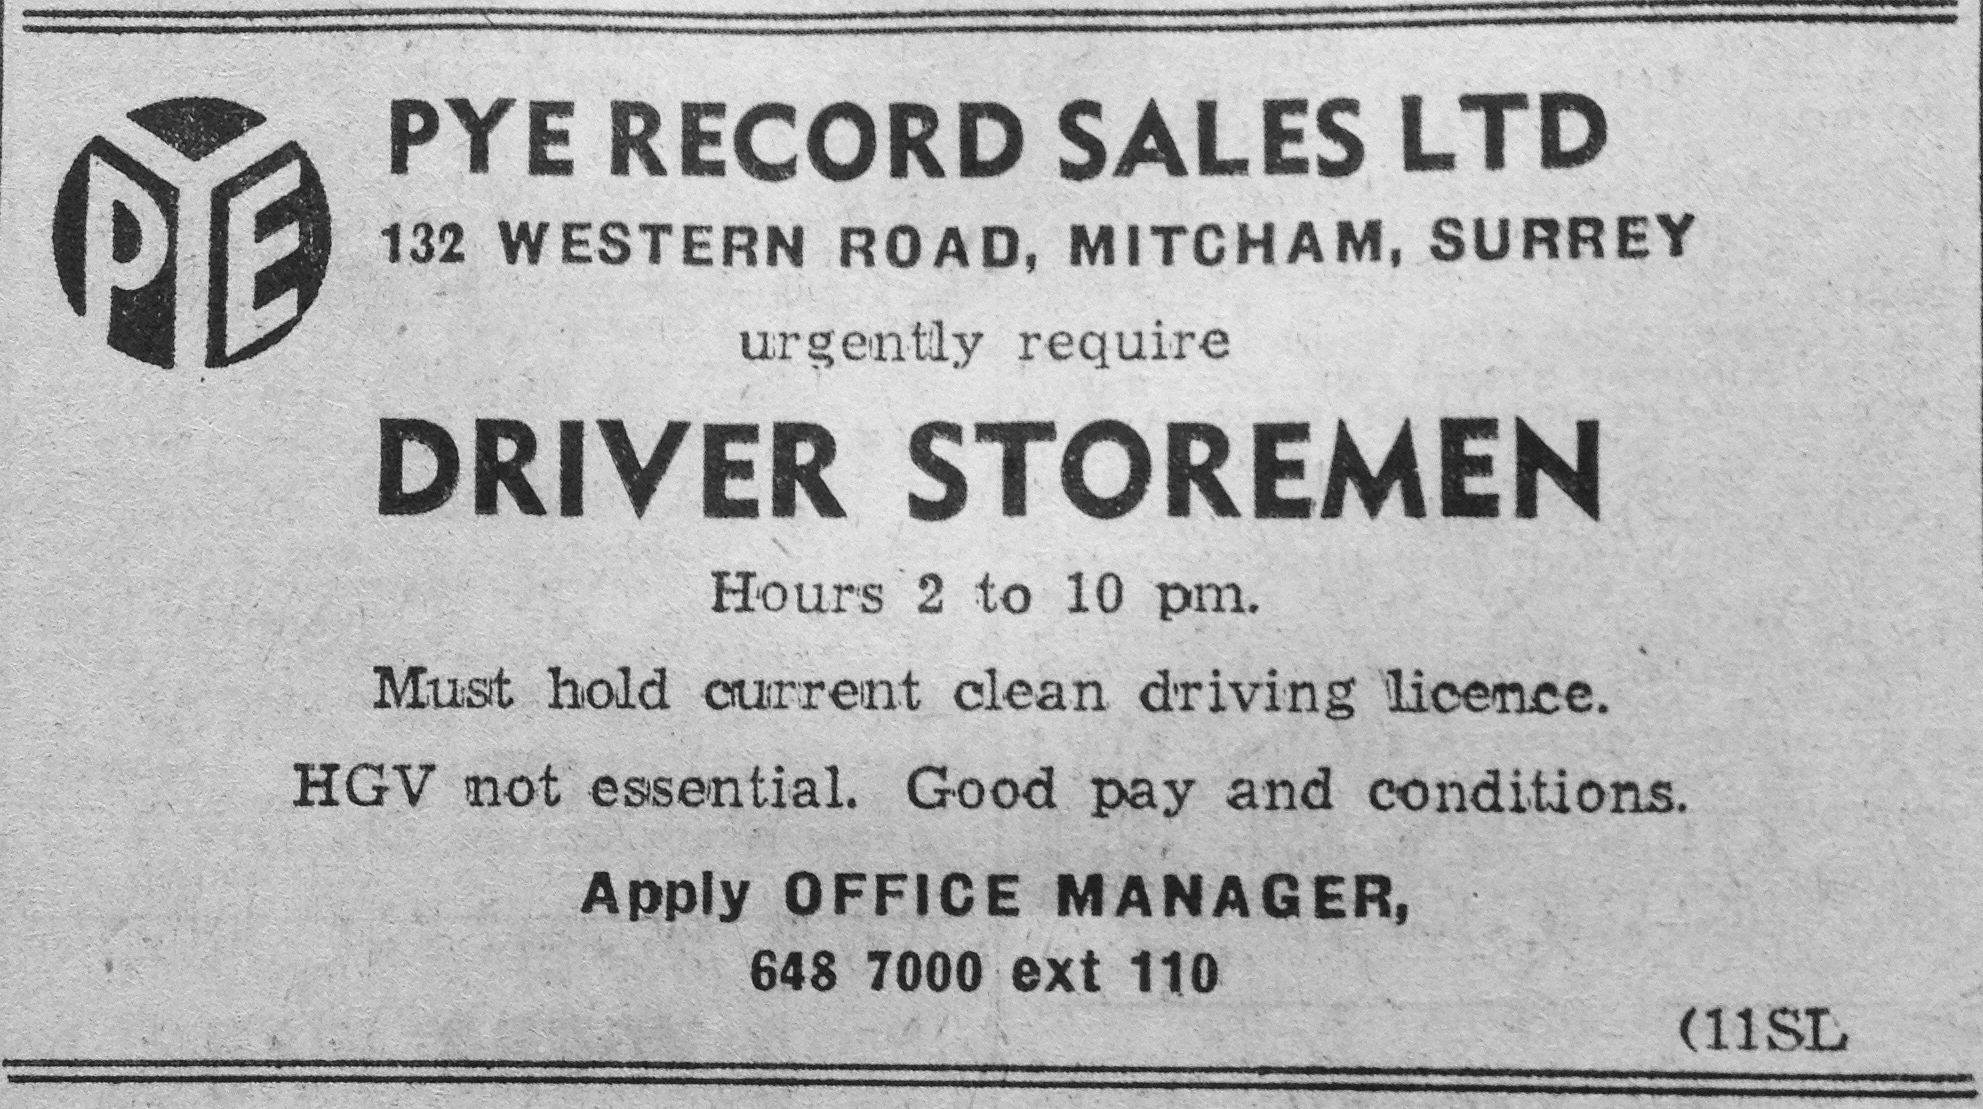 PYE
PYE RECORD SALES LTD
132 WESTERN ROAD, MITCHAM, SURREY
urgently require
DRIVER STOREMEN
Hours 2 to 10 pm.
Must hold current clean driving licence.
HGV not essential. Good pay and conditions.
Apply OFFICE MANAGER,
648 7000 ext 110
(11SL